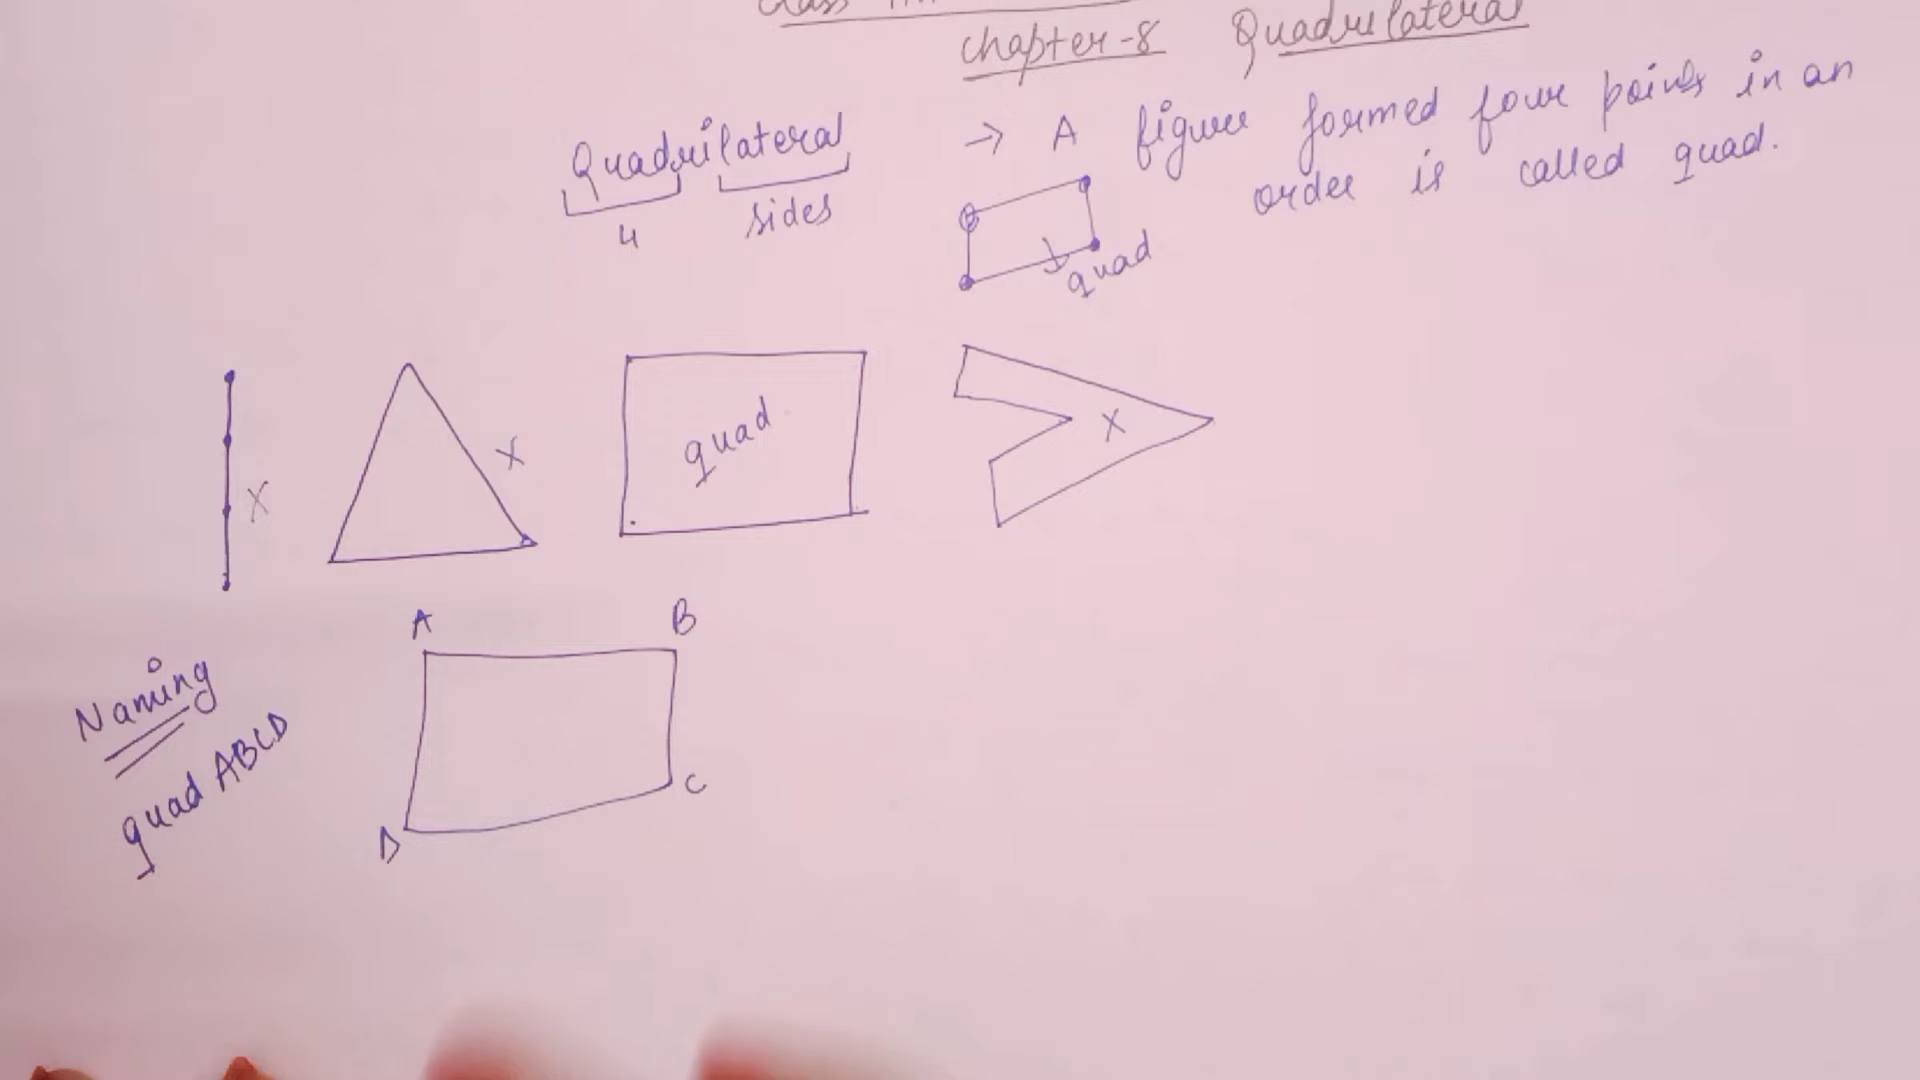 Class
Chapter-8 Quadrilateral
Quadrilateral
4 sides
→ A figure formed four points in an
order is called quad.
quad
X
X
quad
X
A B
C
D
Naming
quad ABCD